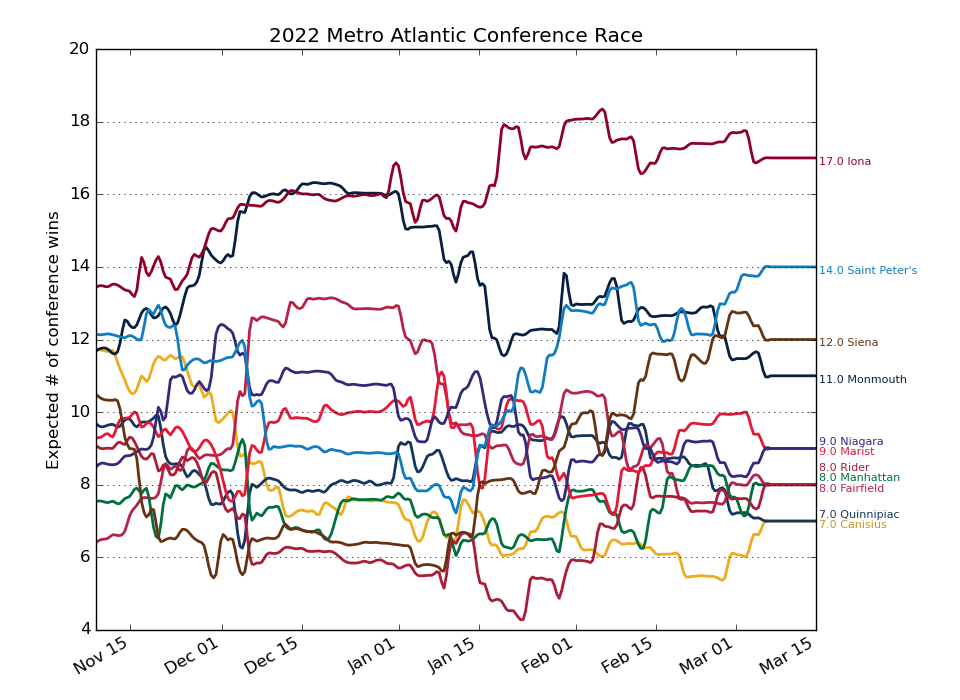 2022 Metro Atlantic Conference Race
Expected # of conference wins
20
18
16
14
12
10
8
6
4
17.0 Iona
14.0 Saint Peter's
12.0 Siena
11.0 Monmouth
9.0 Niagara
9.0 Marist
8.0 Rider
8.0 Manhattan
8.0 Fairfield
7.0 Quinnipiac
7.0 Canisius
Nov 15
Dec 01
Dec 15
Jan 01
Jan 15
Feb 01
Feb 15
Mar 01
Mar 15